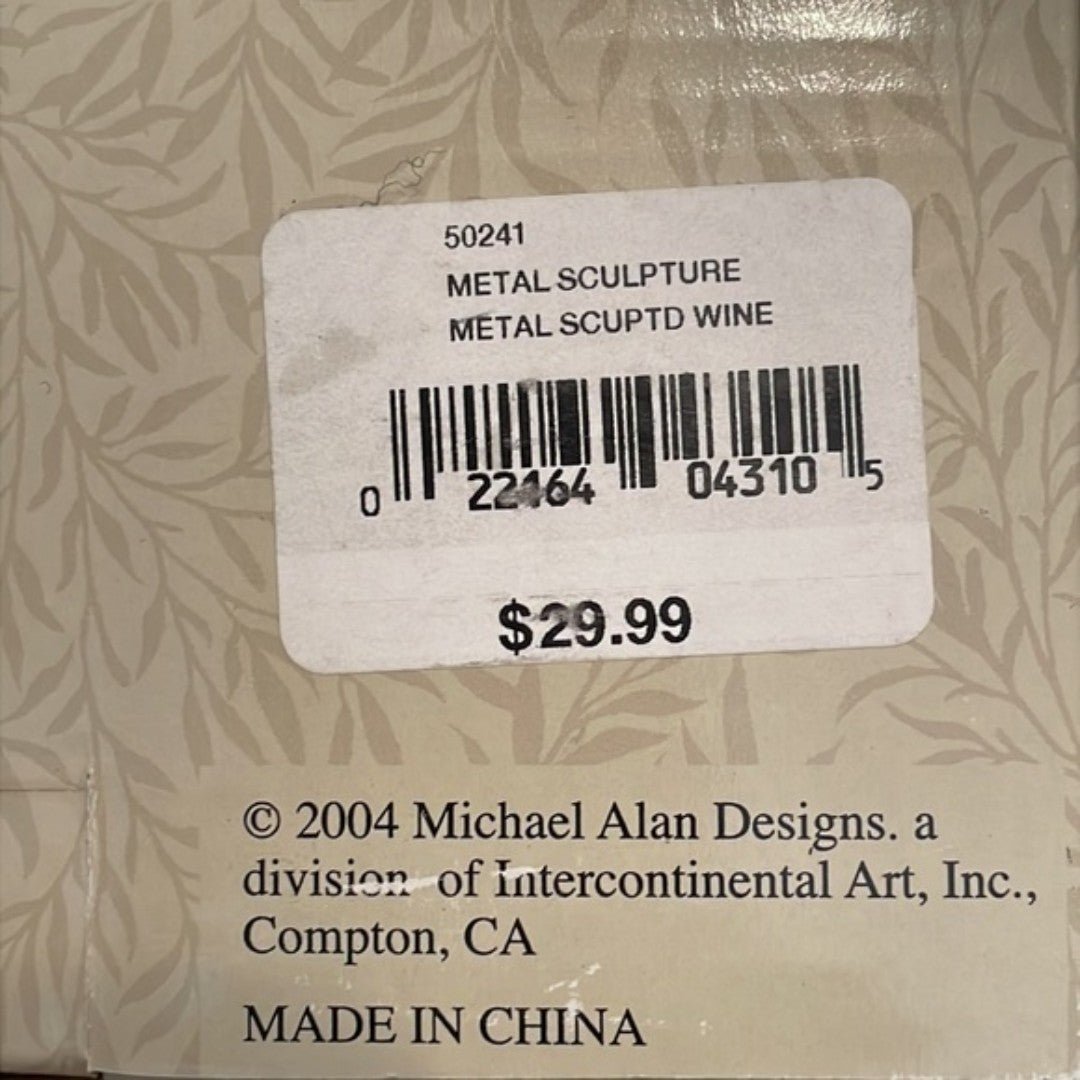 50241
METAL SCULPTURE
METAL SCUPTD WINE
0 22164 04310 5
$29.99
© 2004 Michael Alan Designs. a
division of Intercontinental Art, Inc.,
Compton, CA
MADE IN CHINA